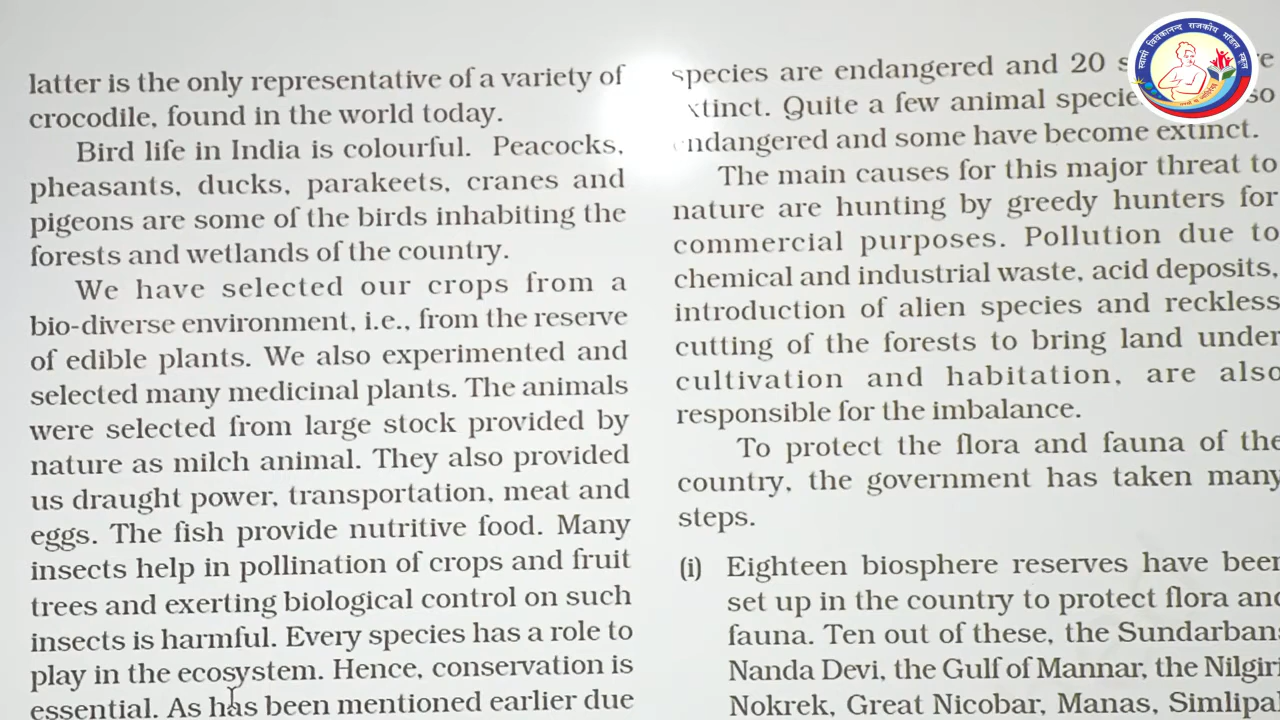 latter is the only representative of a variety of
crocodile, found in the world today.
Bird life in India is colourful. Peacocks,
pheasants, ducks, parakeets, cranes and
pigeons are some of the birds inhabiting the
forests and wetlands of the country.
We have selected our crops from a
bio-diverse environment, i.e., from the reserve
of edible plants. We also experimented and
selected many medicinal plants. The animals
were selected from large stock provided by
nature as milch animal. They also provided
us draught power, transportation, meat and
eggs. The fish provide nutritive food. Many
insects help in pollination of crops and fruit
trees and exerting biological control on such
insects is harmful. Every species has a role to
play in the ecosystem. Hence, conservation is
essential. As has been mentioned earlier due
species are endangered and 20
Quite a few animal
and some have become extinct.
The main causes for this major threat to
nature are hunting by greedy hunters for
commercial purposes. Pollution due to
chemical and industrial waste, acid deposits,
introduction of alien species and reckless
cutting of the forests to bring land under
cultivation and habitation, are also
responsible for the imbalance.
To protect the flora and fauna of the
country, the government has taken many
steps.
(i) Eighteen biosphere reserves have been
set up in the country to protect flora and
fauna. Ten out of these, the Sundarbans
Nanda Devi, the Gulf of Mannar, the Nilgiri
Nokrek, Great Nicobar, Manas, Simlipal
स्वामी विवेकानन्द राजकीय मॉडल स्कूल